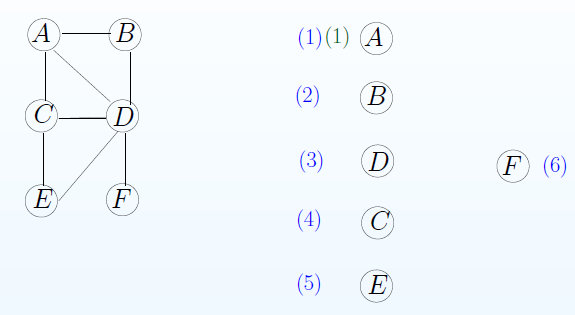 A B
C D
E F
(1) (1) A
(2) B
(3) D
F (6)
(4) C
(5) E